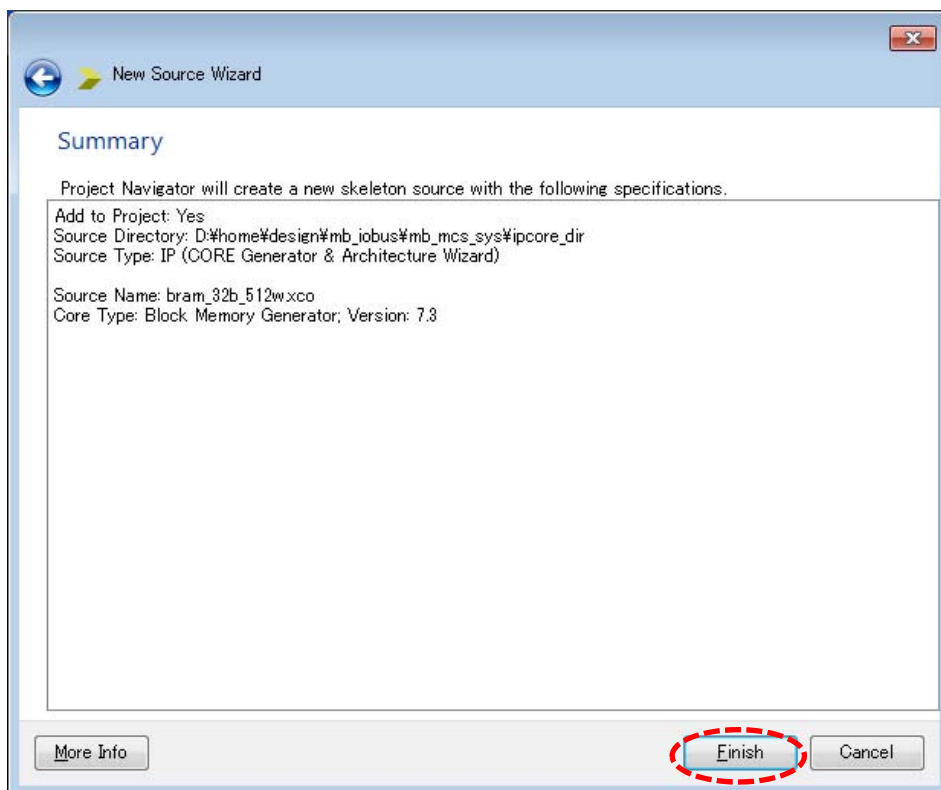 New Source Wizard
Summary
Project Navigator will create a new skeleton source with the following specifications.
Add to Project: Yes
Source Directory: D:¥home¥design¥mb_iobus¥mb_mcs_sys¥ipcore_dir
Source Type: IP (CORE Generator & Architecture Wizard)
Source Name: bram_32b_512w.xco
Core Type: Block Memory Generator; Version: 7.3
More Info
Finish
Cancel